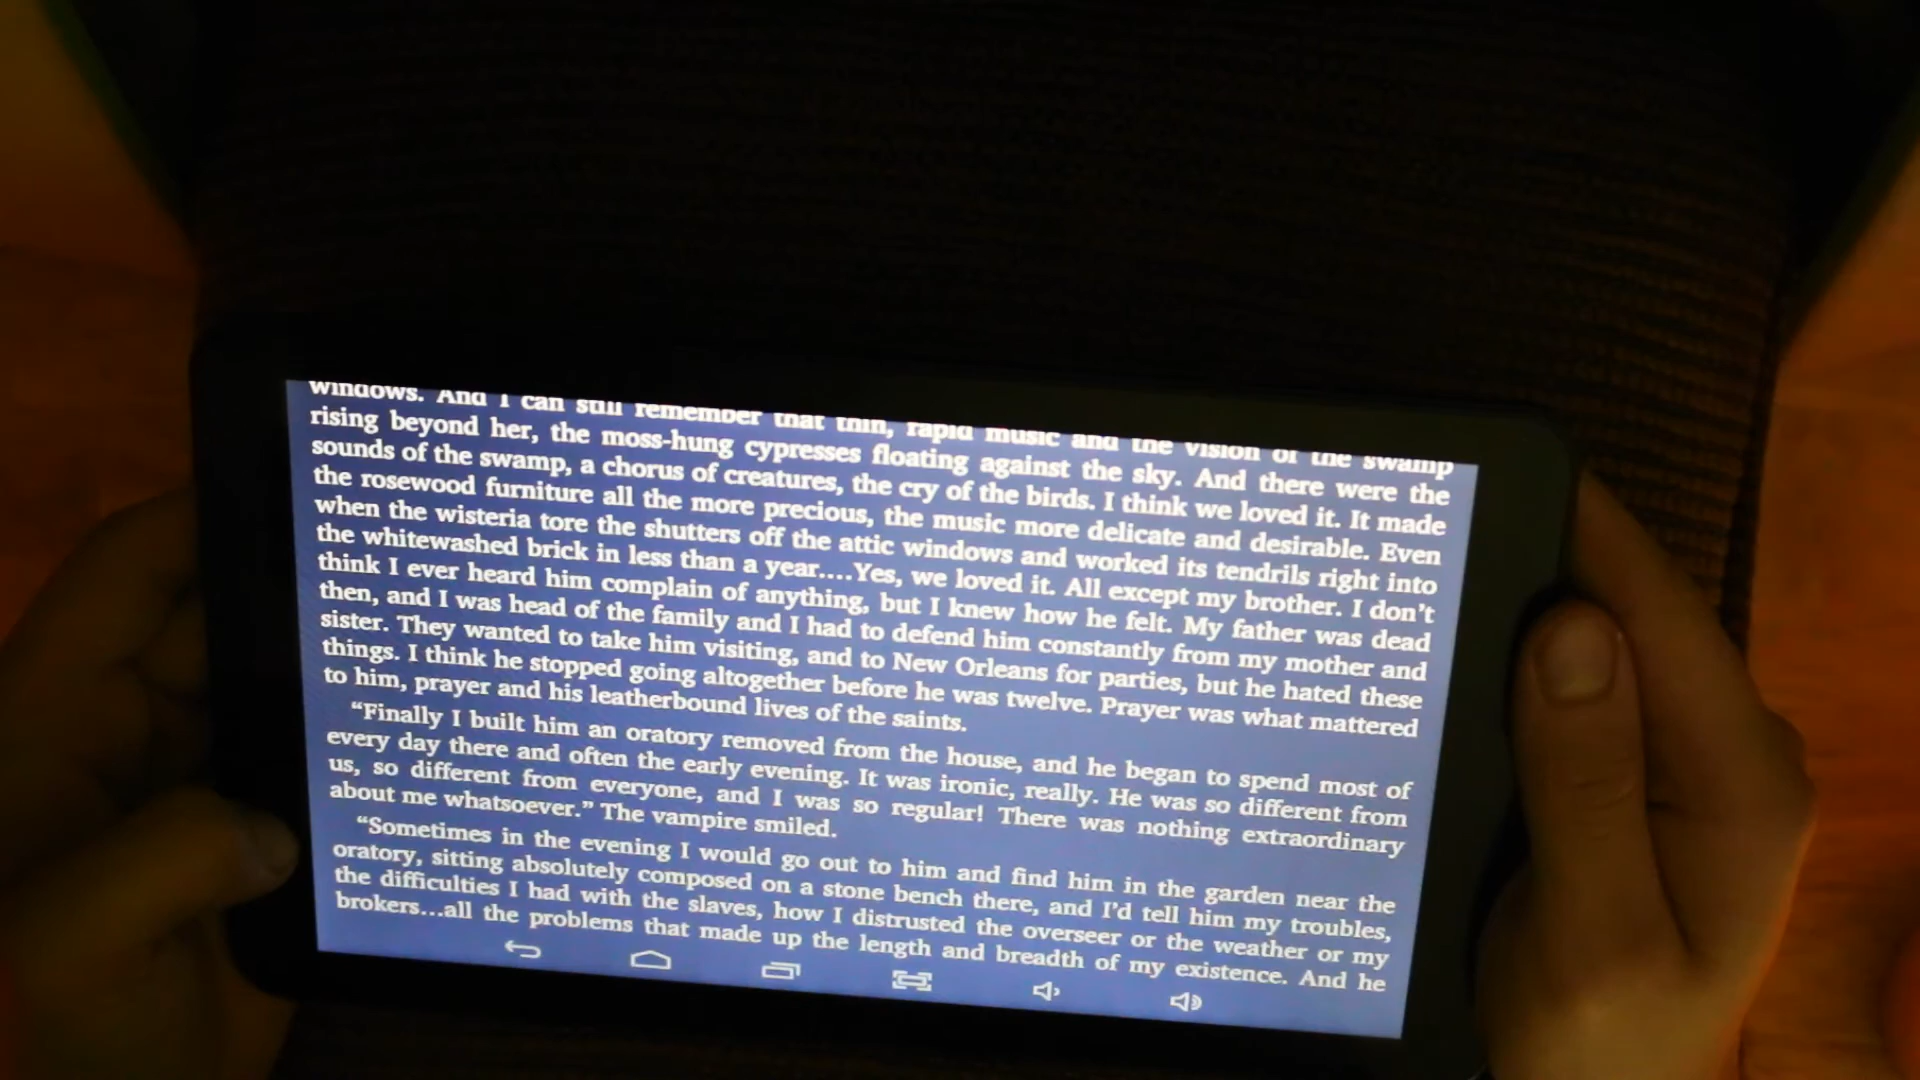 windows. And I can still remember that thin, rapid music and the vision of the swamp
rising beyond her, the moss-hung cypresses floating against the sky. And there were the
sounds of the swamp, a chorus of creatures, the cry of the birds. I think we loved it. It made
the rosewood furniture all the more precious, the music more delicate and desirable. Even
when the wisteria tore the shutters off the attic windows and worked its tendrils right into
the whitewashed brick in less than a year....Yes, we loved it. All except my brother. I don’t
think I ever heard him complain of anything, but I knew how he felt. My father was dead
then, and I was head of the family and I had to defend him constantly from my mother and
sister. They wanted to take him visiting, and to New Orleans for parties, but he hated these
things. I think he stopped going altogether before he was twelve. Prayer was what mattered
to him, prayer and his leatherbound lives of the saints.
“Finally I built him an oratory removed from the house, and he began to spend most of
every day there and often the early evening. It was ironic, really. He was so different from
us, so different from everyone, and I was so regular! There was nothing extraordinary
about me whatsoever.” The vampire smiled.
“Sometimes in the evening I would go out to him and find him in the garden near the
oratory, sitting absolutely composed on a stone bench there, and I’d tell him my troubles,
the difficulties I had with the slaves, how I distrusted the overseer or the weather or my
brokers...all the problems that made up the length and breadth of my existence. And he